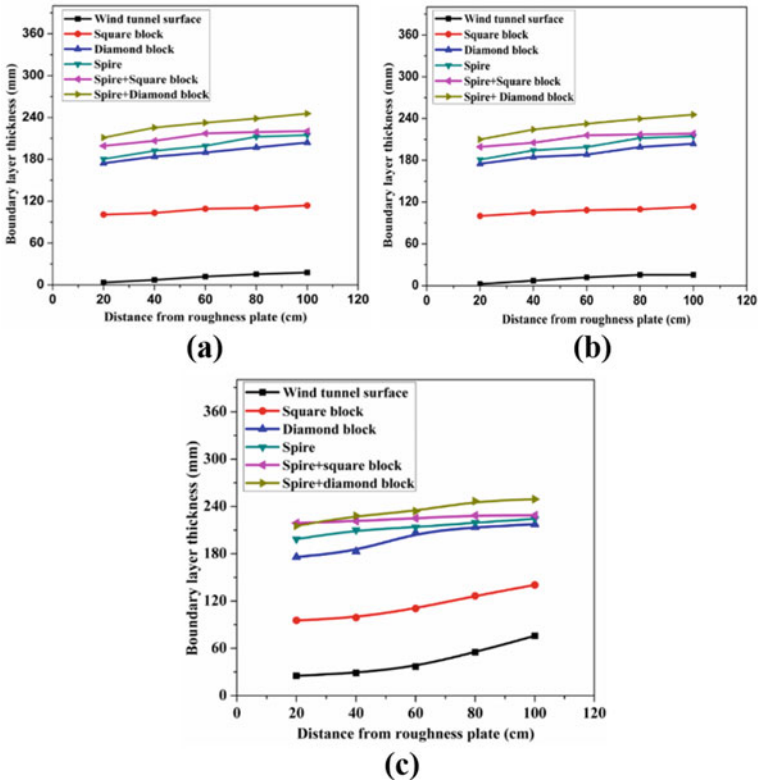 Wind tunnel surface
Square block
Diamond block
Spire
Spire+Square block
Spire+Diamond block
Boundary layer thickness (mm)
360
300
240
180
120
60
0
0 20 40 60 80 100 120
Distance from roughness plate (cm)
(a)
Wind tunnel surface
Square block
Diamond block
Spire
Spire+Square block
Spire+ Diamond block
Boundary layer thickness (mm)
360
300
240
180
120
60
0
0 20 40 60 80 100 120
Distance from roughness plate (cm)
(b)
Wind tunnel surface
Square block
Diamond block
Spire
Spire+square block
Spire+diamond block
Boundary layer thickness (mm)
360
300
240
180
120
60
0
0 20 40 60 80 100 120
Distance from roughness plate (cm)
(c)